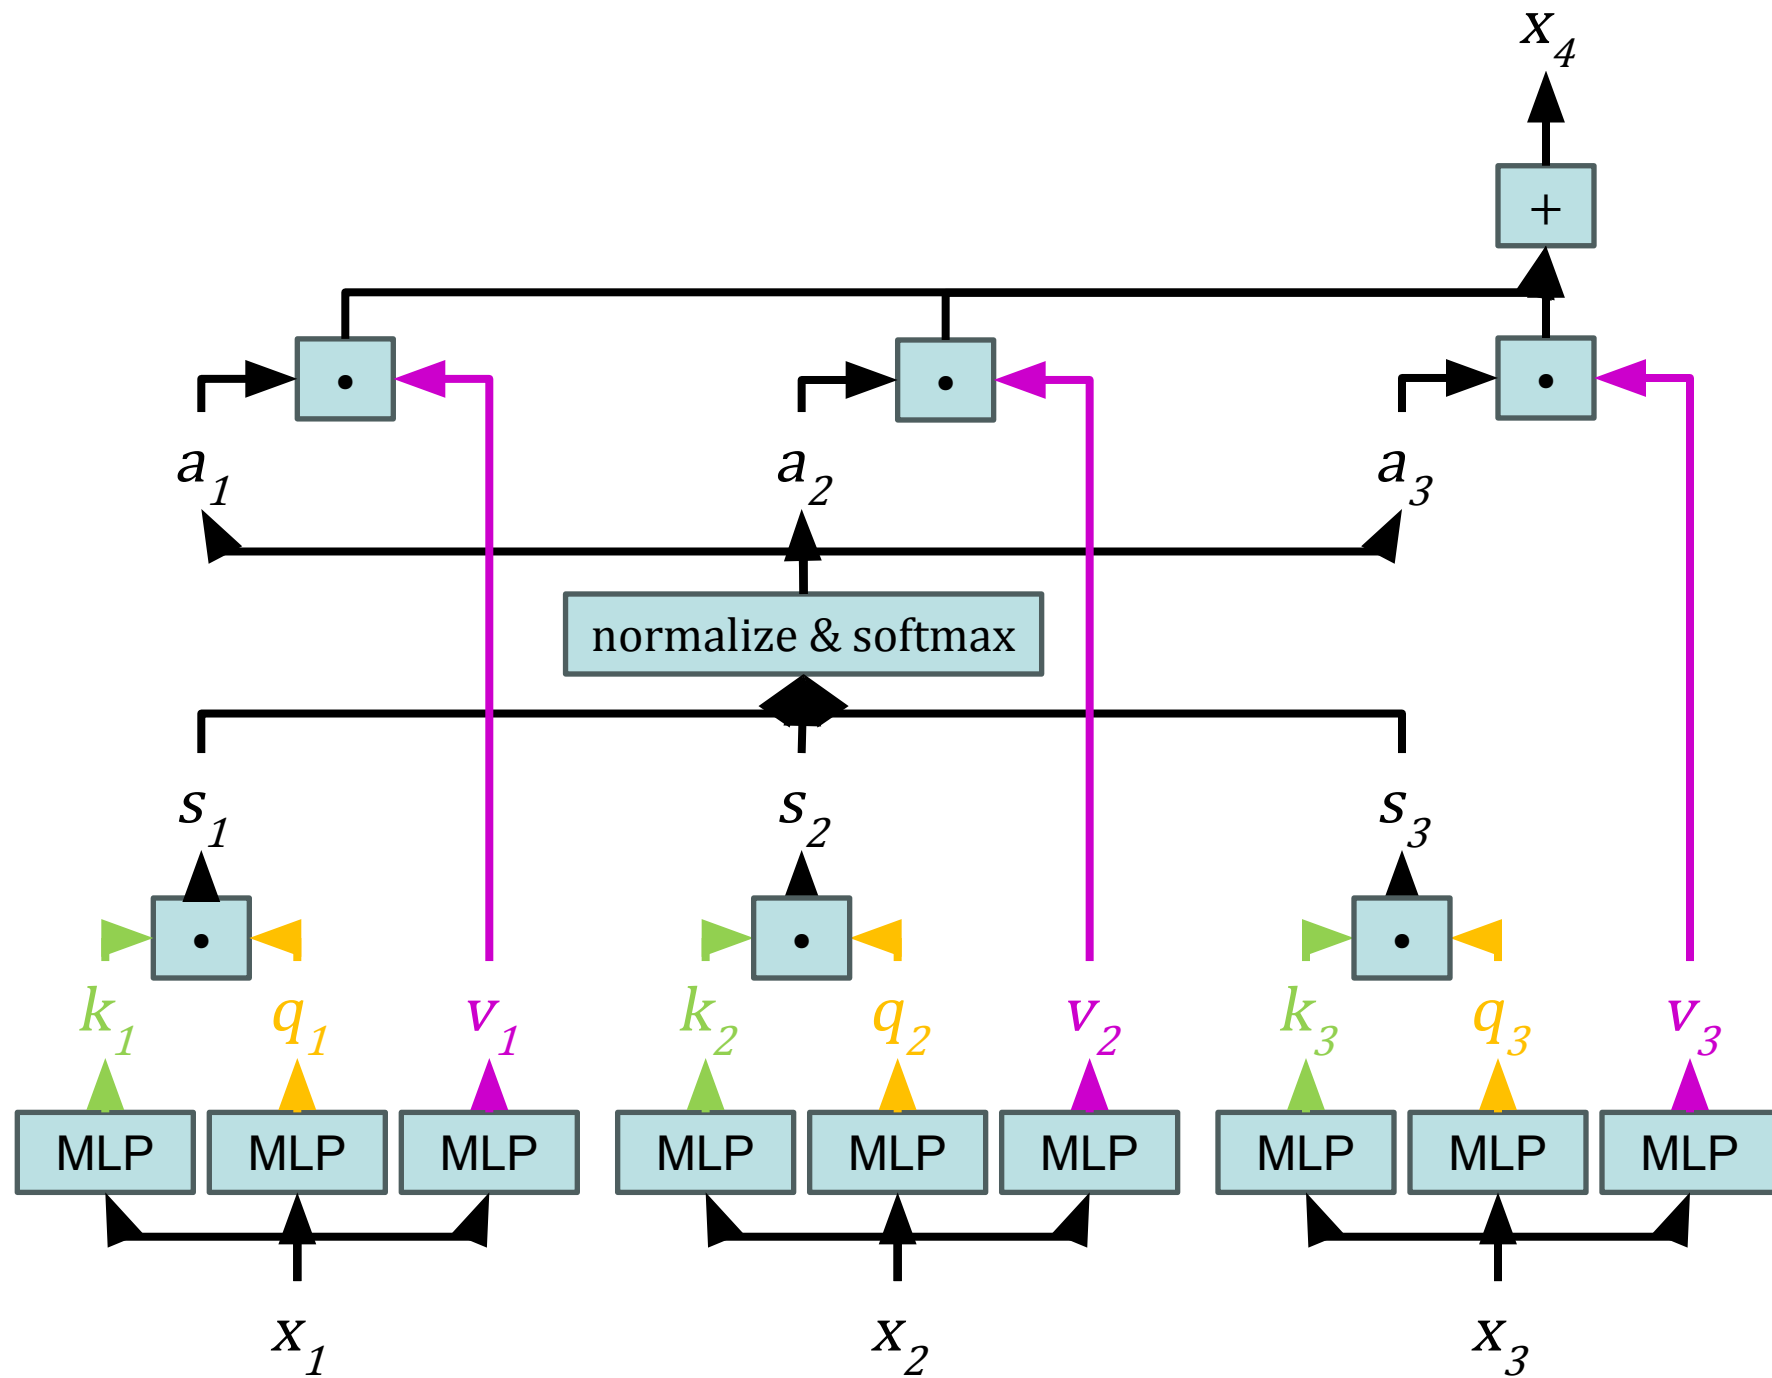 x₄
+
• • •
a₁ a₂ a₃
normalize & softmax
s₁ s₂ s₃
• • •
k₁ q₁ v₁ k₂ q₂ v₂ k₃ q₃ v₃
MLP MLP MLP MLP MLP MLP MLP MLP MLP
x₁ x₂ x₃